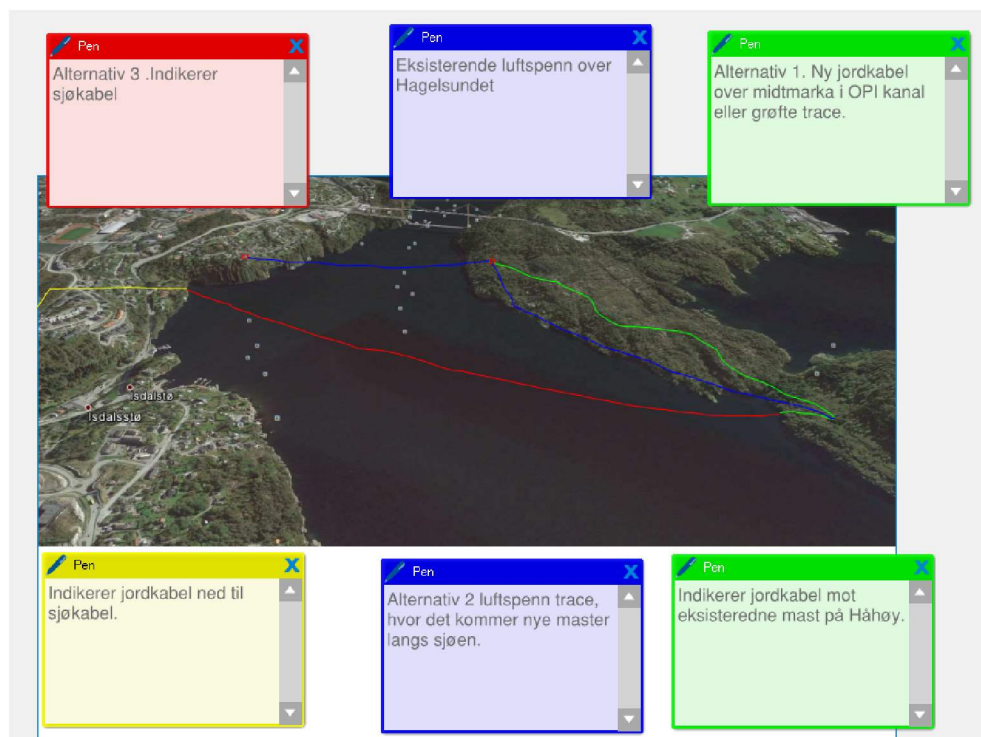 Pen
Alternativ 3 .Indikerer
sjøkabel
Pen
Eksisterende luftspenn over
Hagelsundet
Pen
Alternativ 1. Ny jordkabel
over midtmarka i OPI kanal
eller grøfte trace.
Isdalstø
Isdalsstø
Pen
Indikerer jordkabel ned til
sjøkabel.
Pen
Alternativ 2 luftspenn trace,
hvor det kommer nye master
langs sjøen.
Pen
Indikerer jordkabel mot
eksisteredne mast på Håhøy.